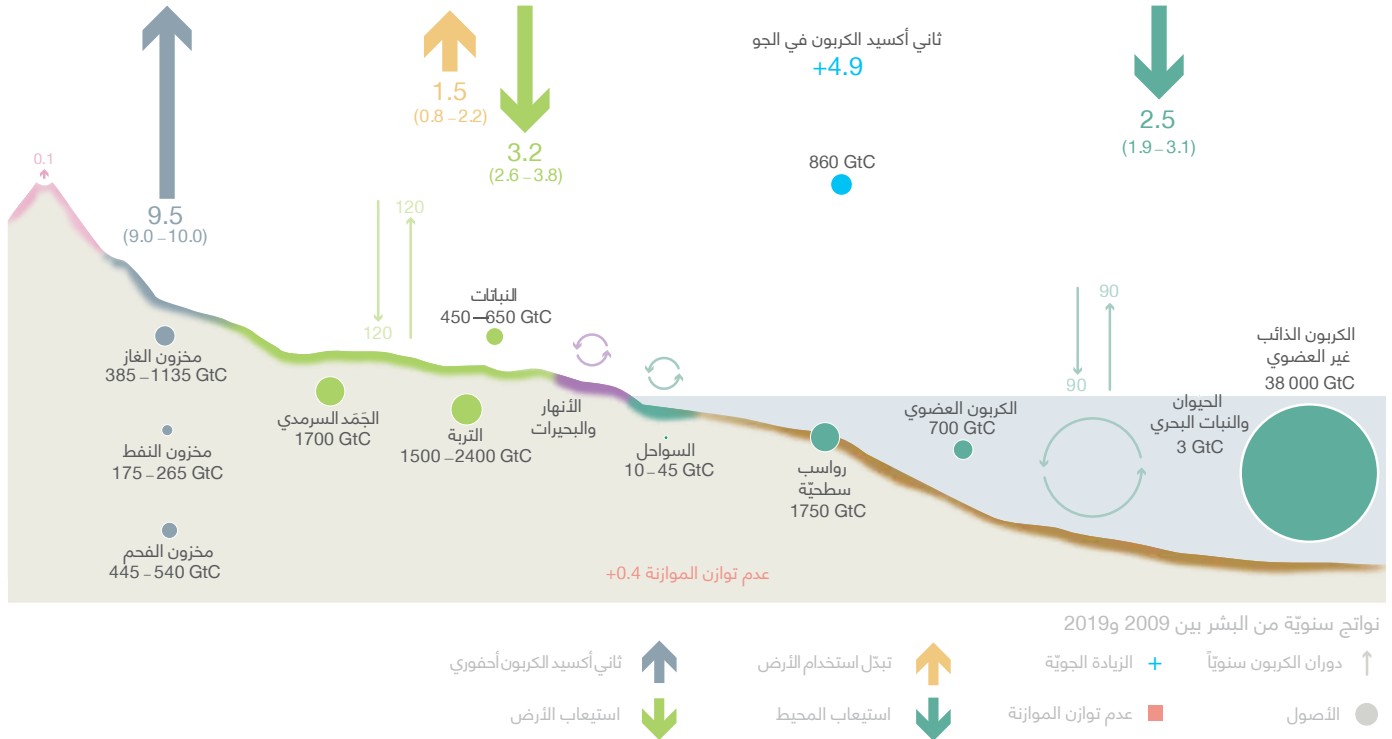 ثاني أكسيد الكربون في الجو
+4.9
860 GtC
0.1
9.5
(9.0–10.0)
1.5
(0.8–2.2)
3.2
(2.6–3.8)
2.5
(1.9–3.1)
120
120
90
90
مخزون الغاز
385–1135 GtC
مخزون النفط
175–265 GtC
مخزون الفحم
445–540 GtC
الجَمَد السرمدي
1700 GtC
النباتات
450–650 GtC
التربة
1500–2400 GtC
الأنهار
والبحيرات
السواحل
10–45 GtC
رواسب
سطحيّة
1750 GtC
الكربون العضوي
700 GtC
الحيوان
والنبات البحري
3 GtC
الكربون الذائب
غير العضوي
38 000 GtC
عدم توازن الموازنة 0.4+
نواتج سنويّة من البشر بين 2009 و2019
دوران الكربون سنويّاً
+ الزيادة الجويّة
تبدّل استخدام الأرض
ثاني أكسيد الكربون أحفوري
الأصول
عدم توازن الموازنة
استيعاب المحيط
استيعاب الأرض